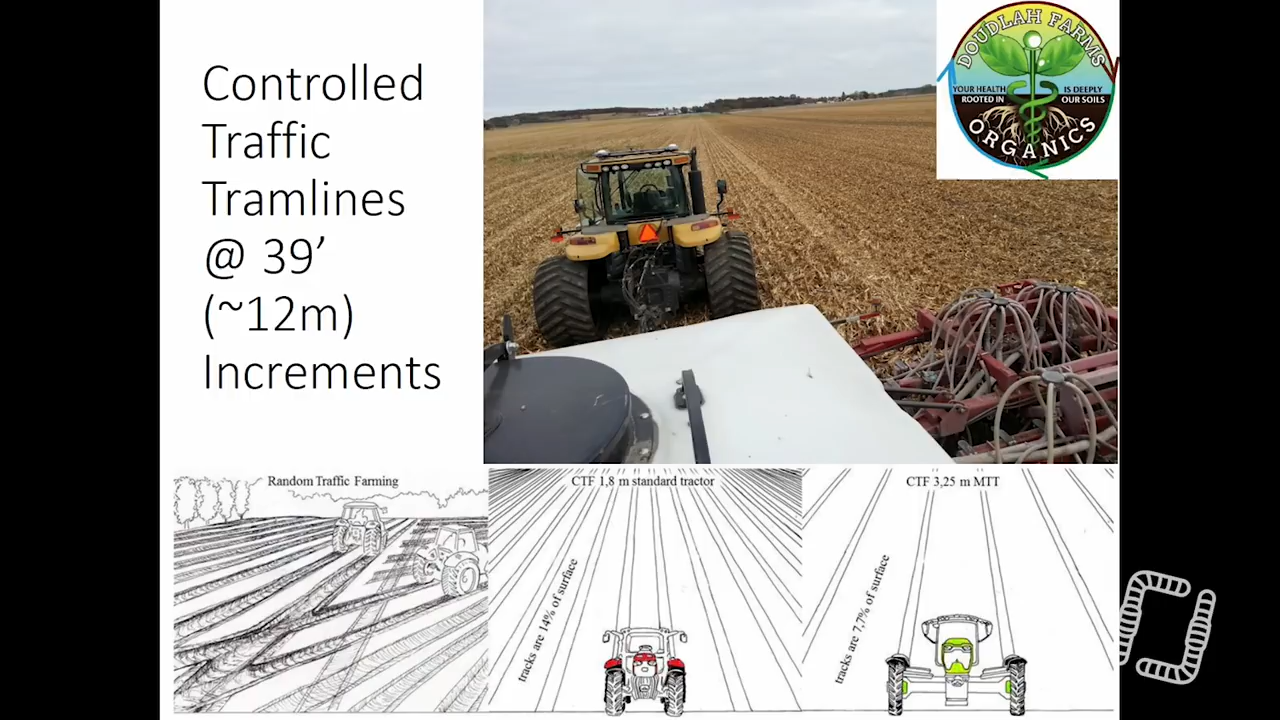 Controlled
Traffic
Tramlines
@ 39’
(~12m)
Increments
DOUDLAH FARMS
YOUR HEALTH
ROOTED IN
IS DEEPLY
OUR SOILS
ORGANICS
Random Traffic Farming
CTF 1,8 m standard tractor
tracks are 14% of surface
CTF 3,25 m MTT
tracks are 7,7% of surface